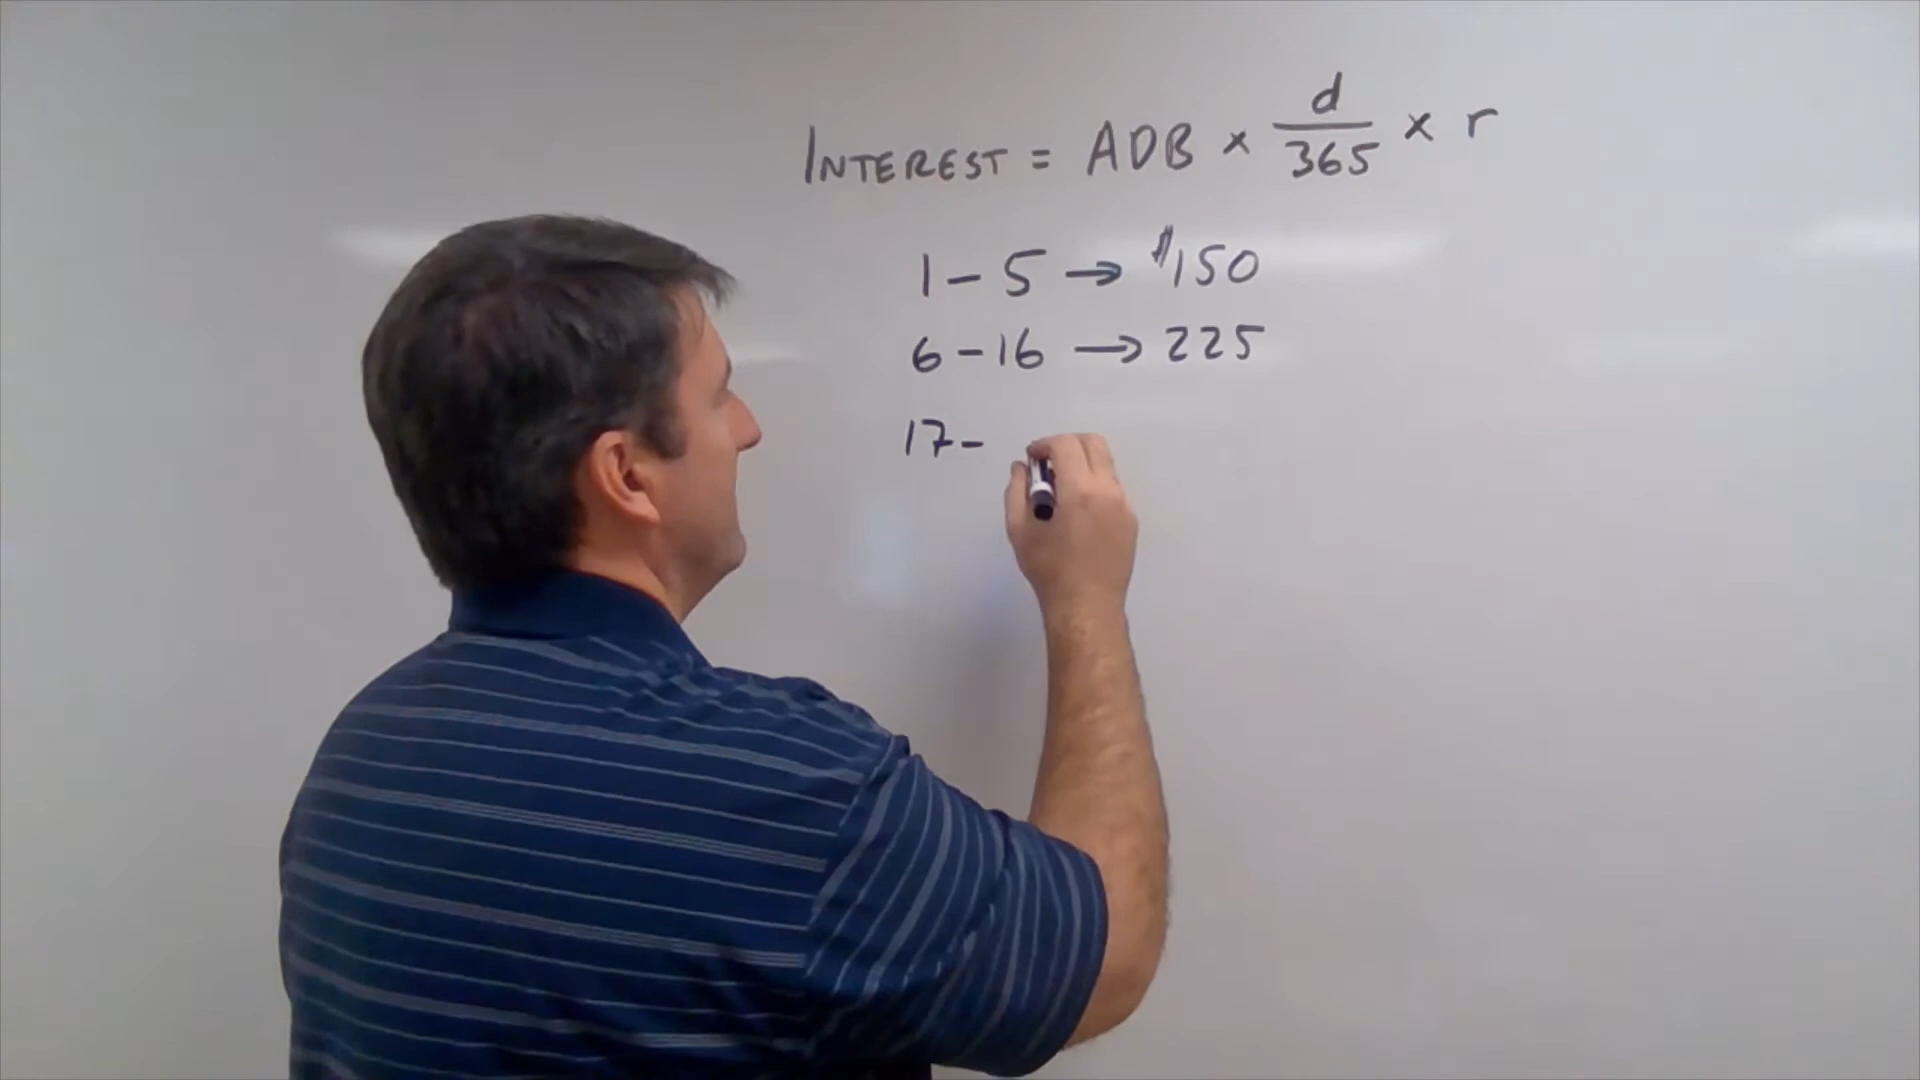 INTEREST = ADB × d/365 × r
1 – 5 → $150
6 – 16 → 225
17 –